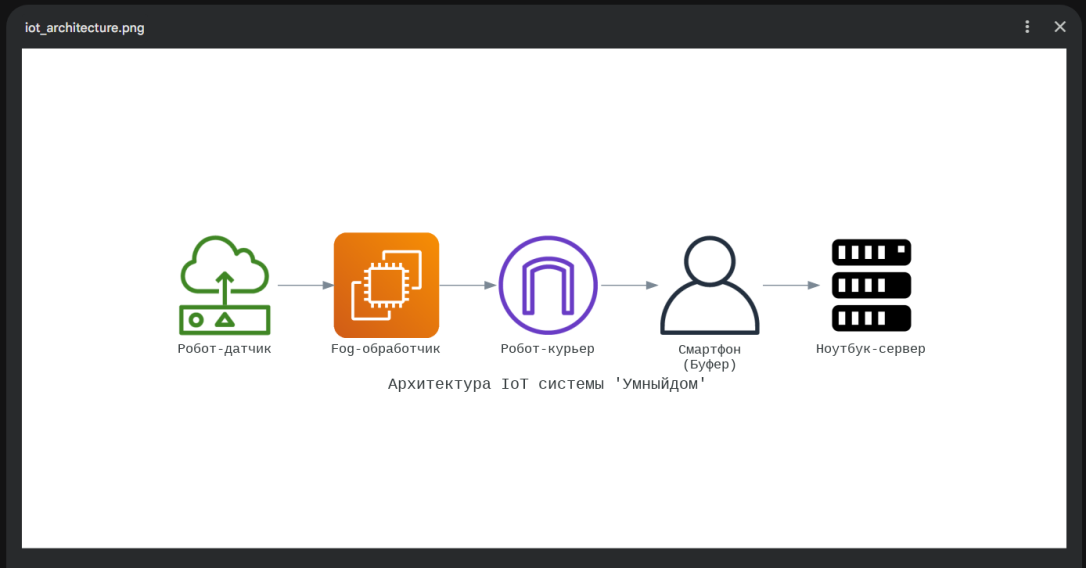 iot_architecture.png
Робот-датчик
Fog-обработчик
Робот-курьер
Смартфон
(Буфер)
Ноутбук-сервер
Архитектура IoT системы 'Умныйдом'